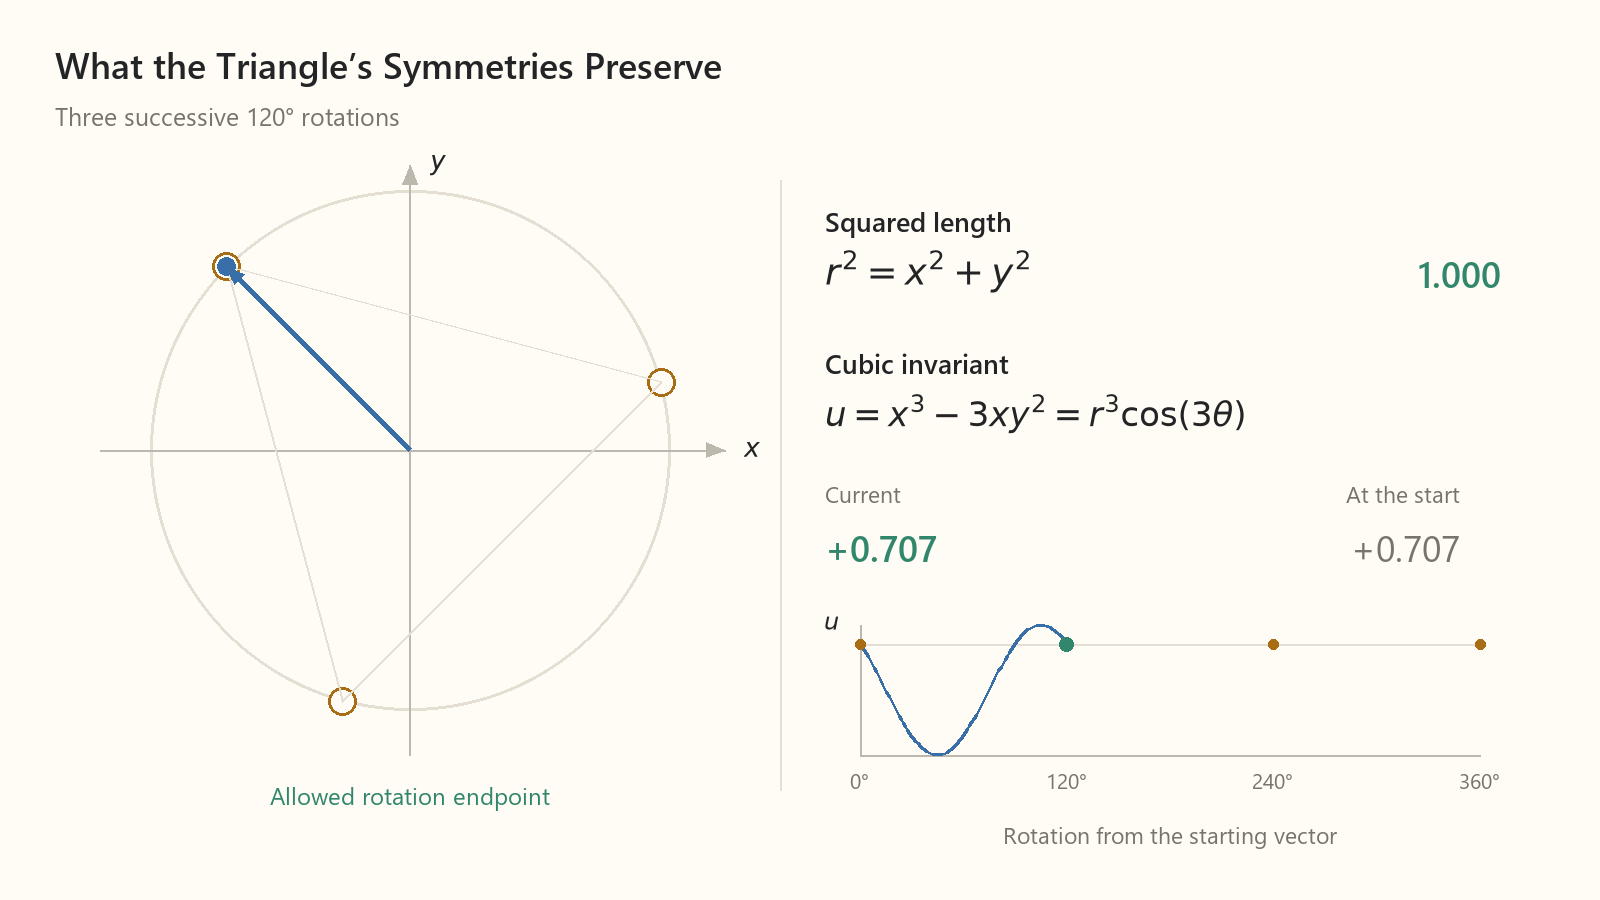 What the Triangle’s Symmetries Preserve
Three successive 120° rotations
y
x
Allowed rotation endpoint
Squared length
r² = x² + y²
1.000
Cubic invariant
u = x³ − 3xy² = r³cos(3θ)
Current
At the start
+0.707
+0.707
u
0°
120°
240°
360°
Rotation from the starting vector